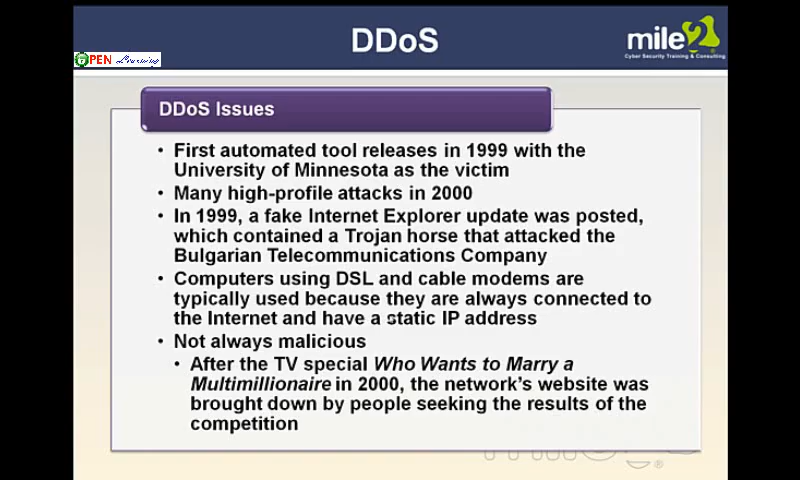 DDoS
mile2
Cyber Security Training & Consulting
OPEN Learning
DDoS Issues
• First automated tool releases in 1999 with the
University of Minnesota as the victim
• Many high-profile attacks in 2000
• In 1999, a fake Internet Explorer update was posted,
which contained a Trojan horse that attacked the
Bulgarian Telecommunications Company
• Computers using DSL and cable modems are
typically used because they are always connected to
the Internet and have a static IP address
• Not always malicious
• After the TV special Who Wants to Marry a
Multimillionaire in 2000, the network's website was
brought down by people seeking the results of the
competition